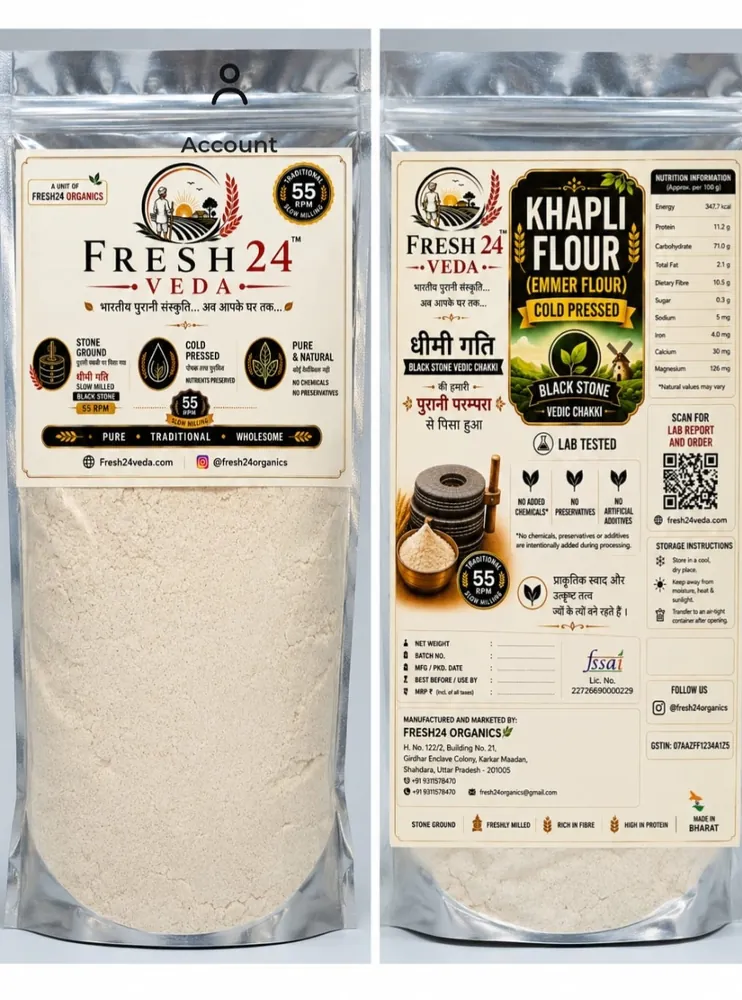 Account
A UNIT OF
FRESH24 ORGANICS
TRADITIONAL
55
RPM
SLOW MILLING
FRESH 24™
VEDA
भारतीय पुरानी संस्कृति... अब आपके घर तक...
STONE
GROUND
धीमी गति
SLOW MILLED
BLACK STONE
55 RPM
COLD
PRESSED
NUTRIENTS PRESERVED
PURE
& NATURAL
NO CHEMICALS
NO PRESERVATIVES
55
RPM
SLOW MILLING
PURE • TRADITIONAL • WHOLESOME
Fresh24veda.com
@fresh24organics
FRESH 24™
VEDA
भारतीय पुरानी संस्कृति...
अब आपके घर तक...
धीमी गति
BLACK STONE VEDIC CHAKKI
की हमारी
पुरानी परम्परा
से पिसा हुआ
KHAPLI
FLOUR
(EMMER FLOUR)
COLD PRESSED
BLACK STONE
VEDIC CHAKKI
LAB TESTED
NO ADDED
CHEMICALS*
NO
PRESERVATIVES
NO
ARTIFICIAL
ADDITIVES
*No chemicals, preservatives or additives
are intentionally added during processing.
TRADITIONAL
55
RPM
SLOW MILLING
प्राकृतिक स्वाद और
उत्कृष्ट तत्व
ज्यों के त्यों बने रहते हैं ।
NUTRITION INFORMATION
(Approx. per 100 g)
Energy 347.7 kcal
Protein 11.2 g
Carbohydrate 71.0 g
Total Fat 2.1 g
Dietary Fibre 10.5 g
Sugar 0.3 g
Sodium 5 mg
Iron 4.0 mg
Calcium 30 mg
Magnesium 126 mg
*Natural values may vary
SCAN FOR
LAB REPORT
AND ORDER
fresh24veda.com
STORAGE INSTRUCTIONS
Store in a cool,
dry place.
Keep away from
moisture, heat &
sunlight.
Transfer to an air-tight
container after opening.
NET WEIGHT :
BATCH NO. :
MFG / PKD. DATE :
BEST BEFORE / USE BY :
MRP ₹ (Incl. of all taxes) :
fssai
Lic. No.
22726690000229
FOLLOW US
@fresh24organics
GSTIN: 07AAZFF1234A1Z5
MANUFACTURED AND MARKETED BY:
FRESH24 ORGANICS
H. No. 122/2, Building No. 21,
Girdhar Enclave Colony, Karkar Maadan,
Shahdara, Uttar Pradesh - 201005
+91 9311578470
+91 9311578470 fresh24organics@gmail.com
STONE GROUND
FRESHLY MILLED
RICH IN FIBRE
HIGH IN PROTEIN
MADE IN
BHARAT